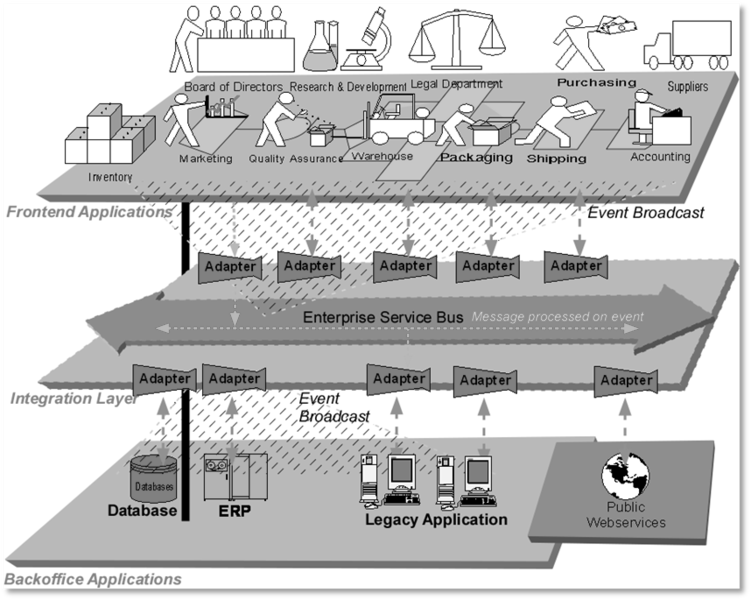 Board of Directors
Research & Development
Legal Department
Purchasing
Suppliers
Marketing
Quality Assurance
Warehouse
Packaging
Shipping
Accounting
Inventory
Frontend Applications
Event Broadcast
Adapter
Adapter
Adapter
Adapter
Adapter
Enterprise Service Bus
Message processed on event
Adapter
Adapter
Adapter
Adapter
Adapter
Integration Layer
Event
Broadcast
Databases
Database
ERP
Legacy Application
Public
Webservices
Backoffice Applications